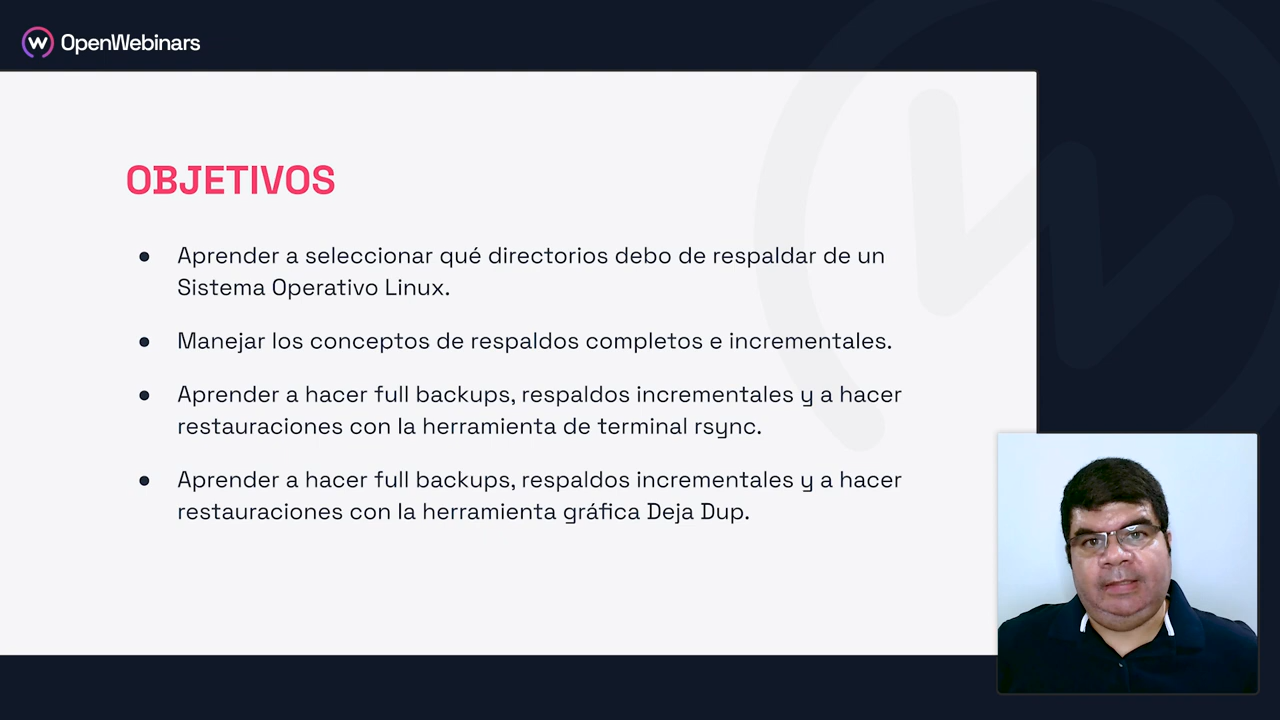 OpenWebinars
OBJETIVOS
● Aprender a seleccionar qué directorios debo de respaldar de un
Sistema Operativo Linux.
● Manejar los conceptos de respaldos completos e incrementales.
● Aprender a hacer full backups, respaldos incrementales y a hacer
restauraciones con la herramienta de terminal rsync.
● Aprender a hacer full backups, respaldos incrementales y a hacer
restauraciones con la herramienta gráfica Deja Dup.